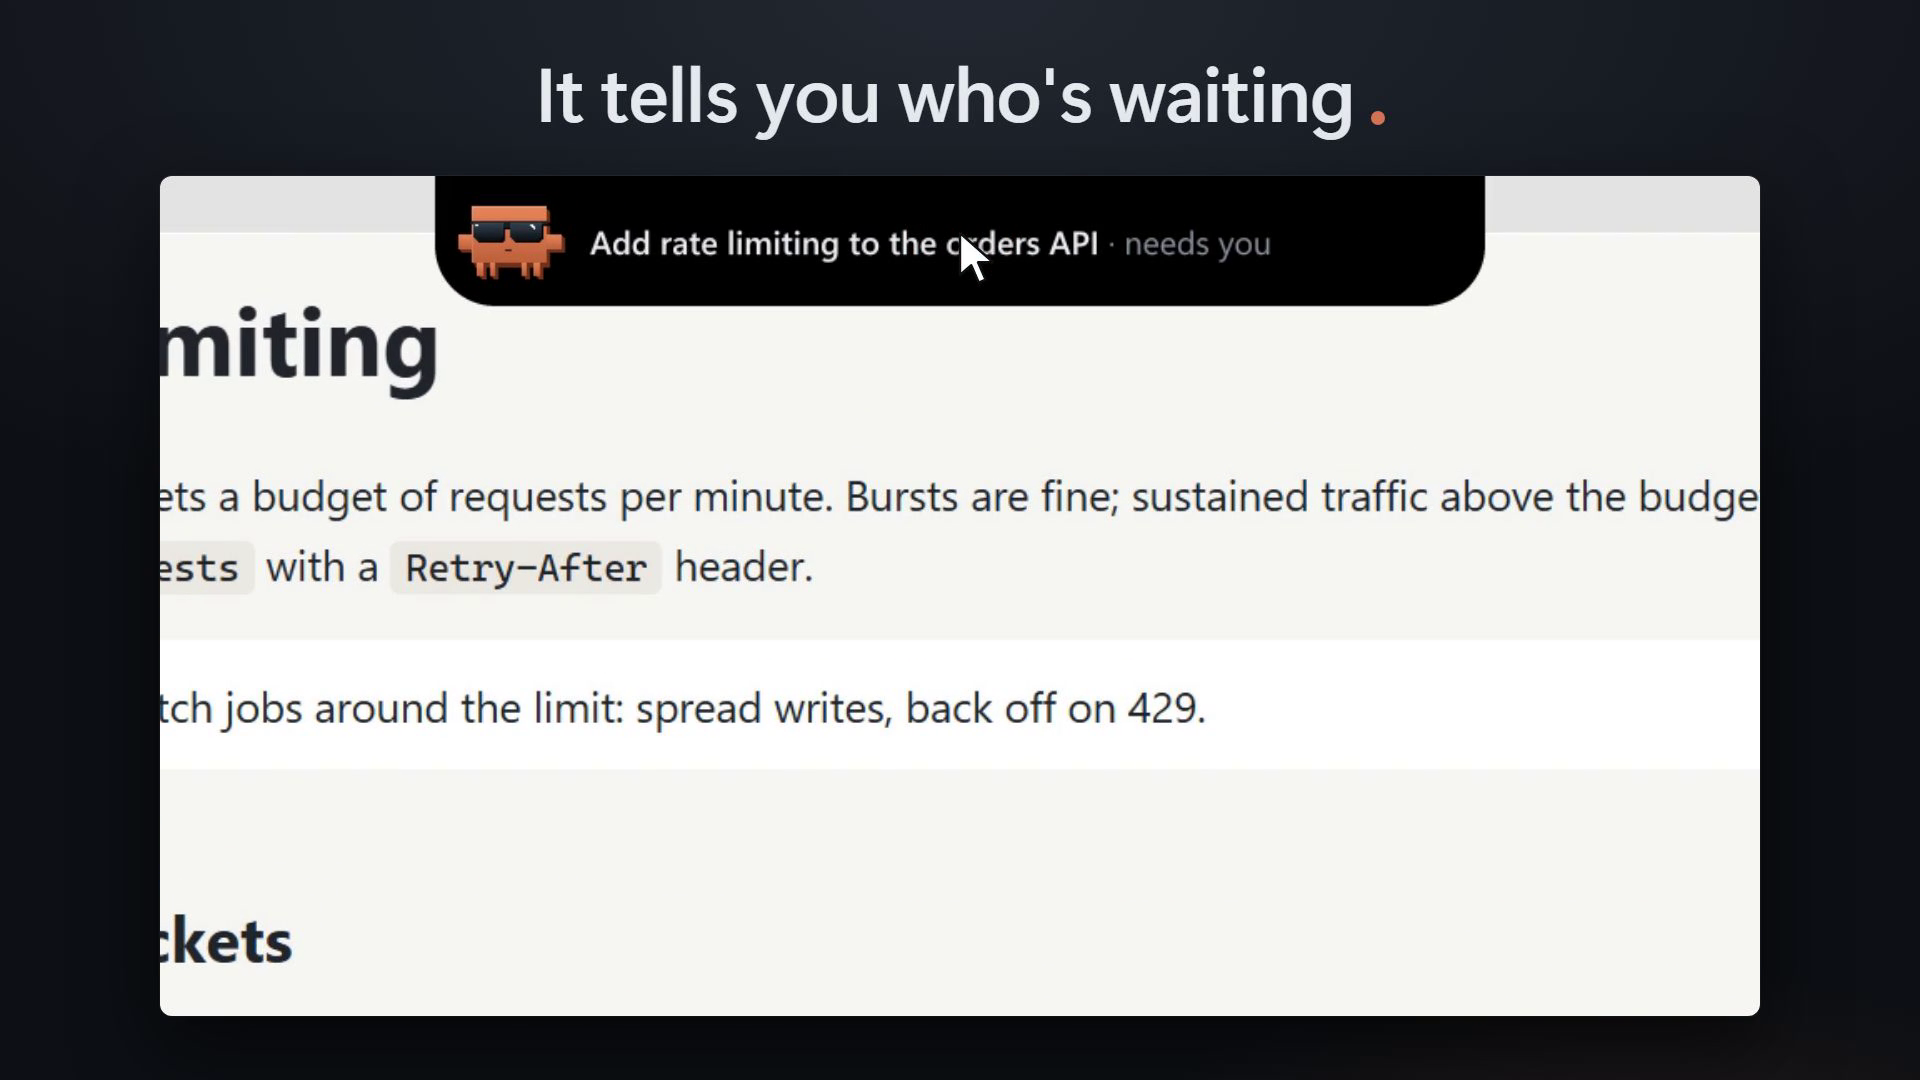 It tells you who's waiting.
Add rate limiting to the orders API · needs you
miting
ets a budget of requests per minute. Bursts are fine; sustained traffic above the budge
ests with a Retry-After header.
tch jobs around the limit: spread writes, back off on 429.
ckets